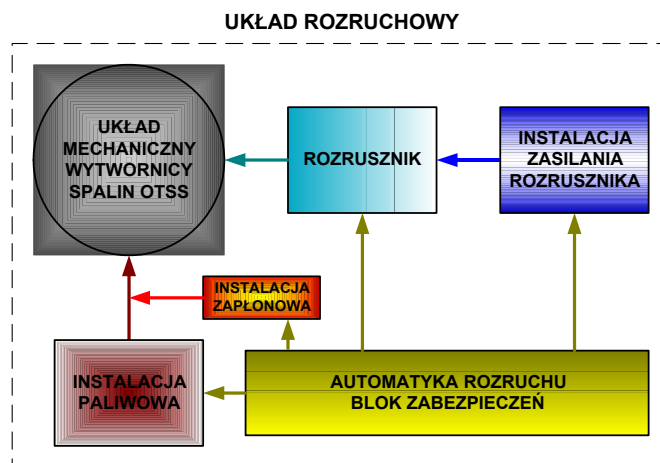 UKŁAD ROZRUCHOWY
UKŁAD
MECHANICZNY
WYTWORNICY
SPALIN OTSS
ROZRUSZNIK
INSTALACJA
ZASILANIA
ROZRUSZNIKA
INSTALACJA
ZAPŁONOWA
INSTALACJA
PALIWOWA
AUTOMATYKA ROZRUCHU
BLOK ZABEZPIECZEŃ